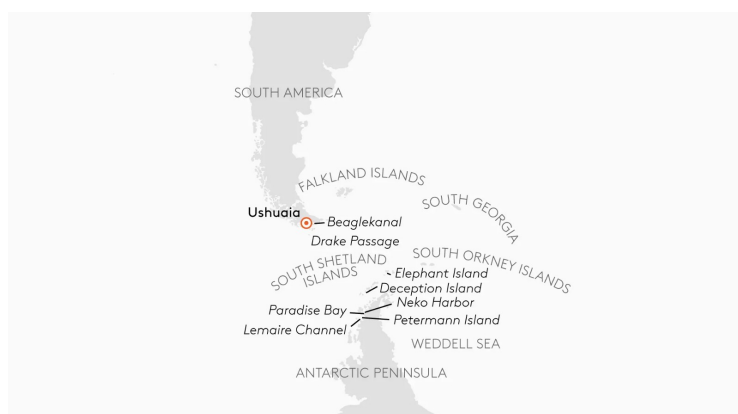 SOUTH AMERICA
FALKLAND ISLANDS
SOUTH GEORGIA
Ushuaia
Beaglekanal
Drake Passage
SOUTH SHETLAND
ISLANDS
SOUTH ORKNEY ISLANDS
Elephant Island
Deception Island
Neko Harbor
Paradise Bay
Petermann Island
Lemaire Channel
WEDDELL SEA
ANTARCTIC PENINSULA